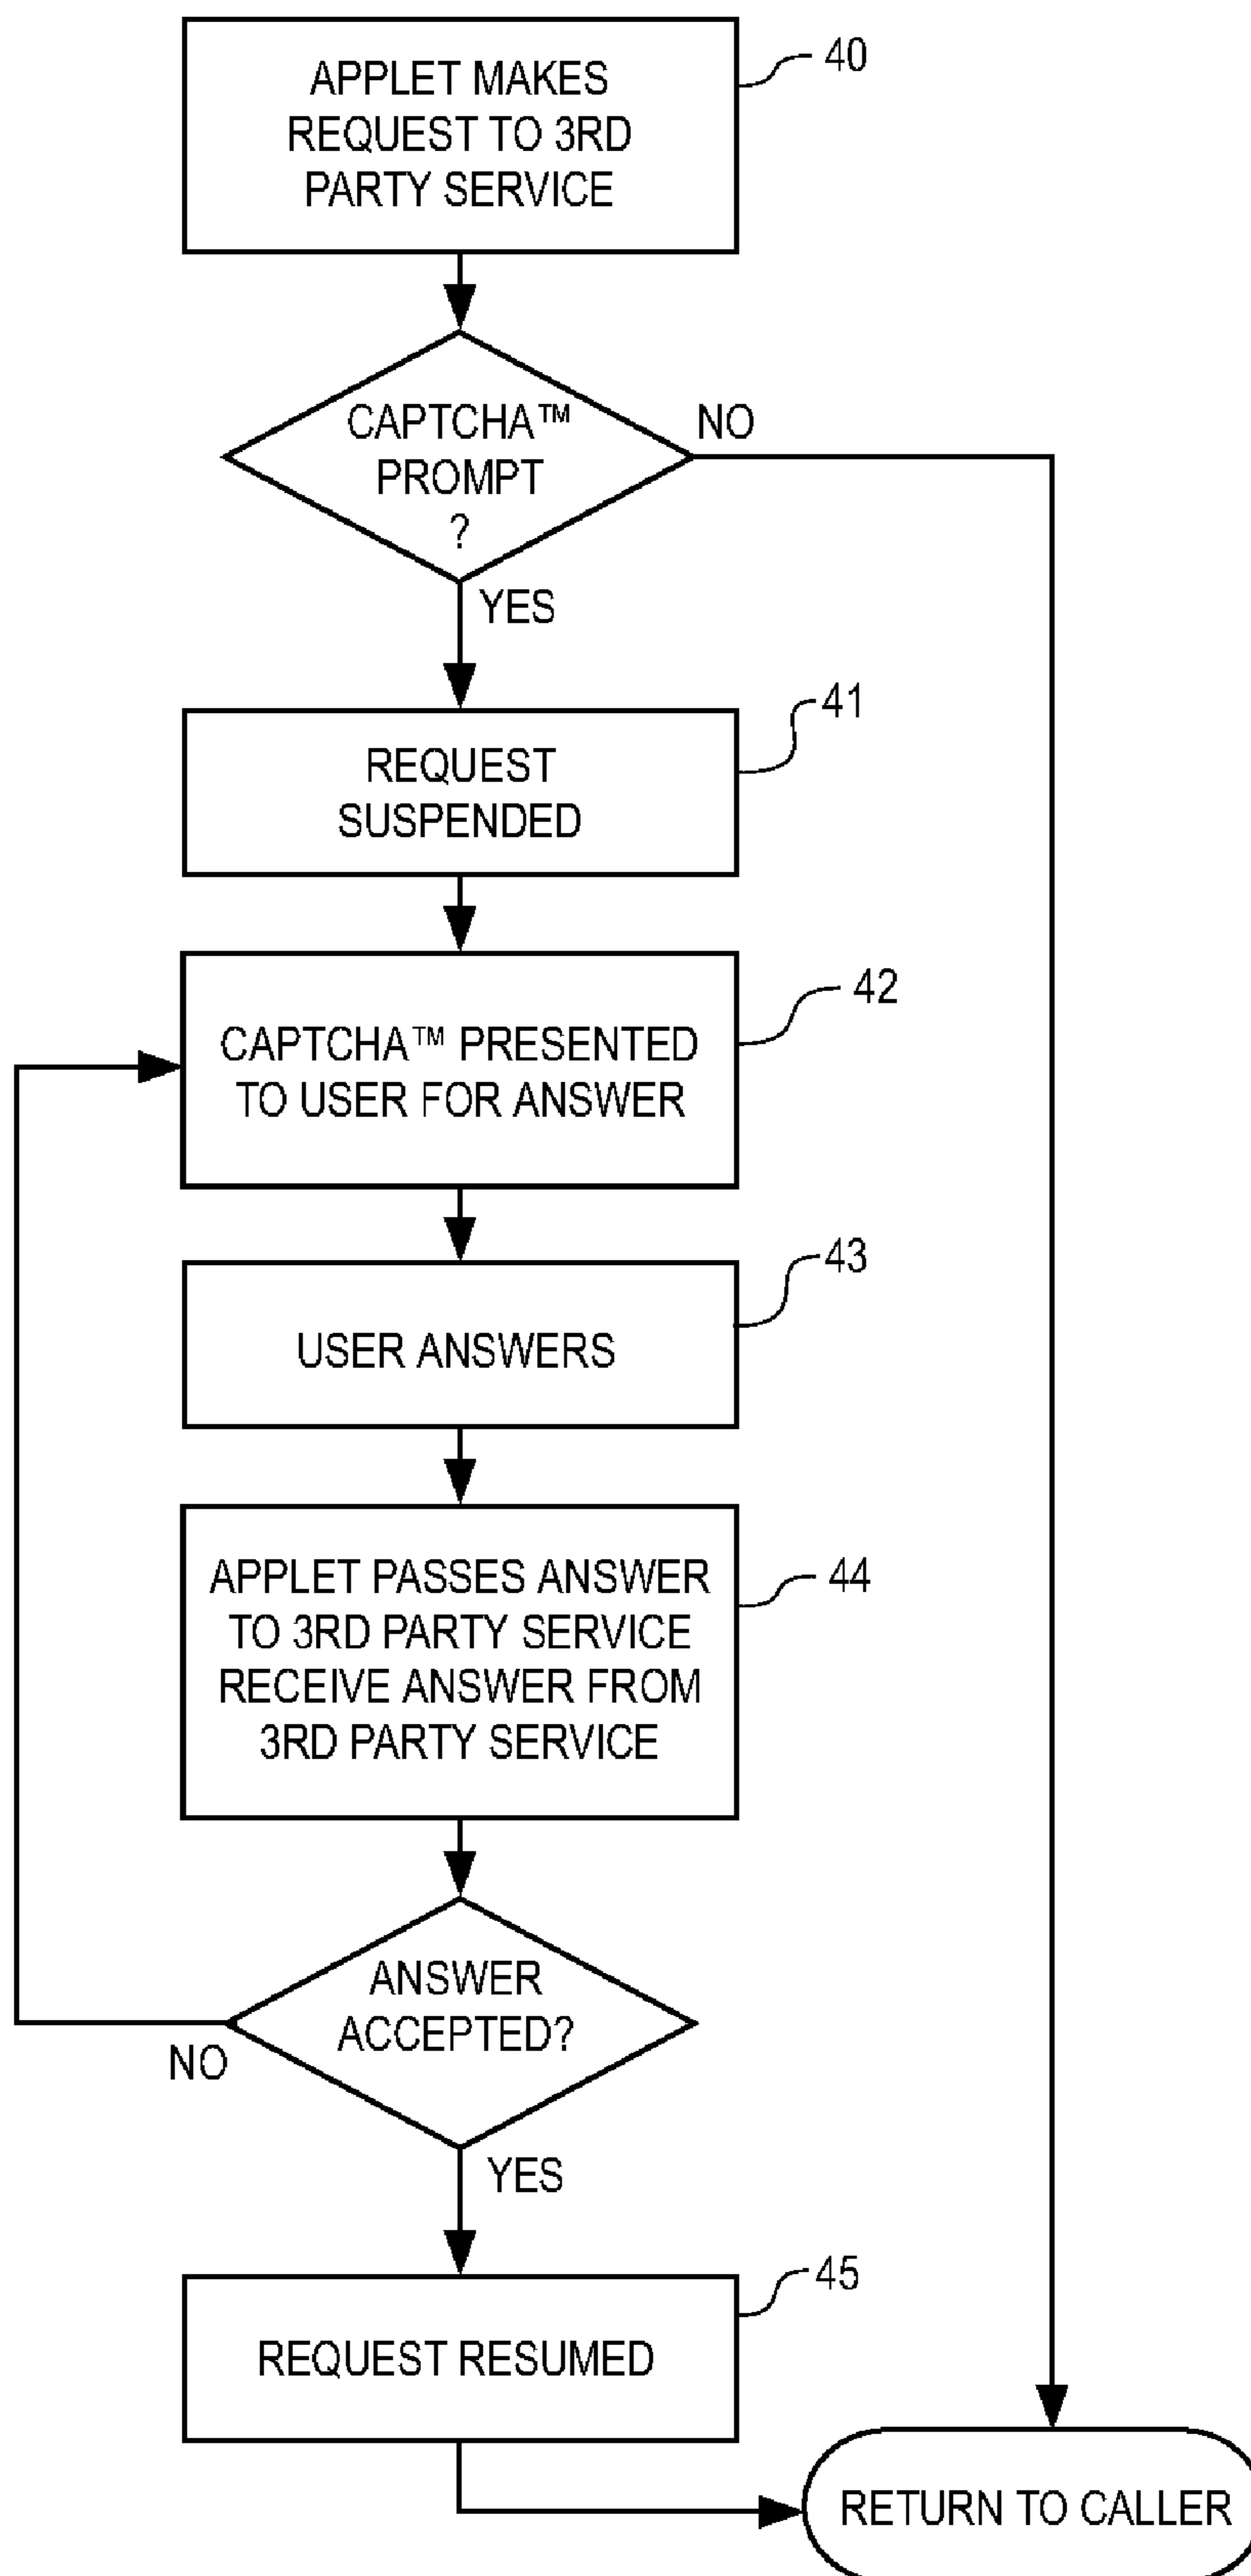 APPLET MAKES
REQUEST TO 3RD
PARTY SERVICE
40
CAPTCHA™
PROMPT
?
NO
YES
REQUEST
SUSPENDED
41
CAPTCHA™ PRESENTED
TO USER FOR ANSWER
42
USER ANSWERS
43
APPLET PASSES ANSWER
TO 3RD PARTY SERVICE
RECEIVE ANSWER FROM
3RD PARTY SERVICE
44
ANSWER
ACCEPTED?
NO
YES
REQUEST RESUMED
45
RETURN TO CALLER